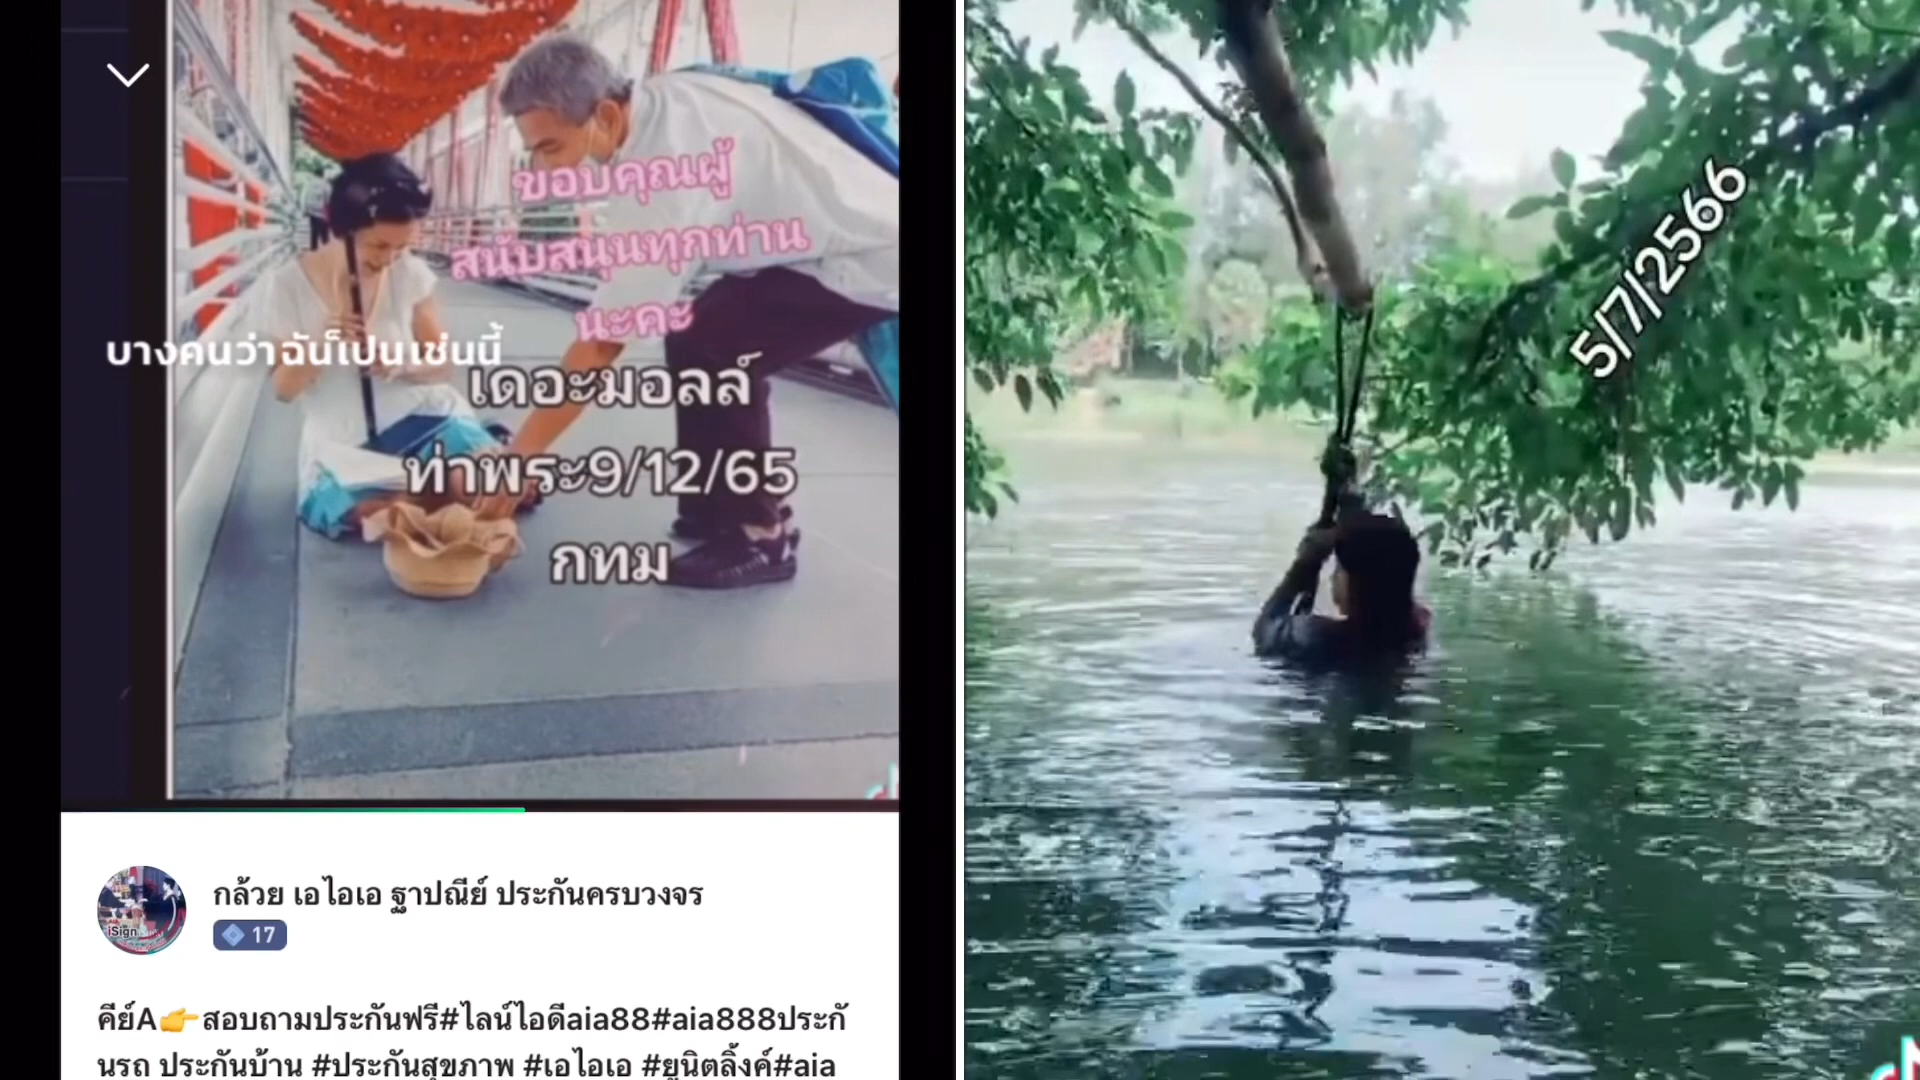 ขอบคุณผู้
สนับสนุนทุกท่าน
นะคะ
บางคนว่าฉันก็เป็นเช่นนี้
เดอะมอลล์
ท่าพระ9/12/65
กทม
กล้วย เอไอเอ ฐาปณีย์ ประกันครบวงจร
iSign
17
คีย์A👉สอบถามประกันฟรี#ไลน์ไอดีaia88#aia888ประกั
นรถ ประกันบ้าน #ประกันสุขภาพ #เอไอเอ #ยูนิตลิ้งค์#aia
5/7/2566